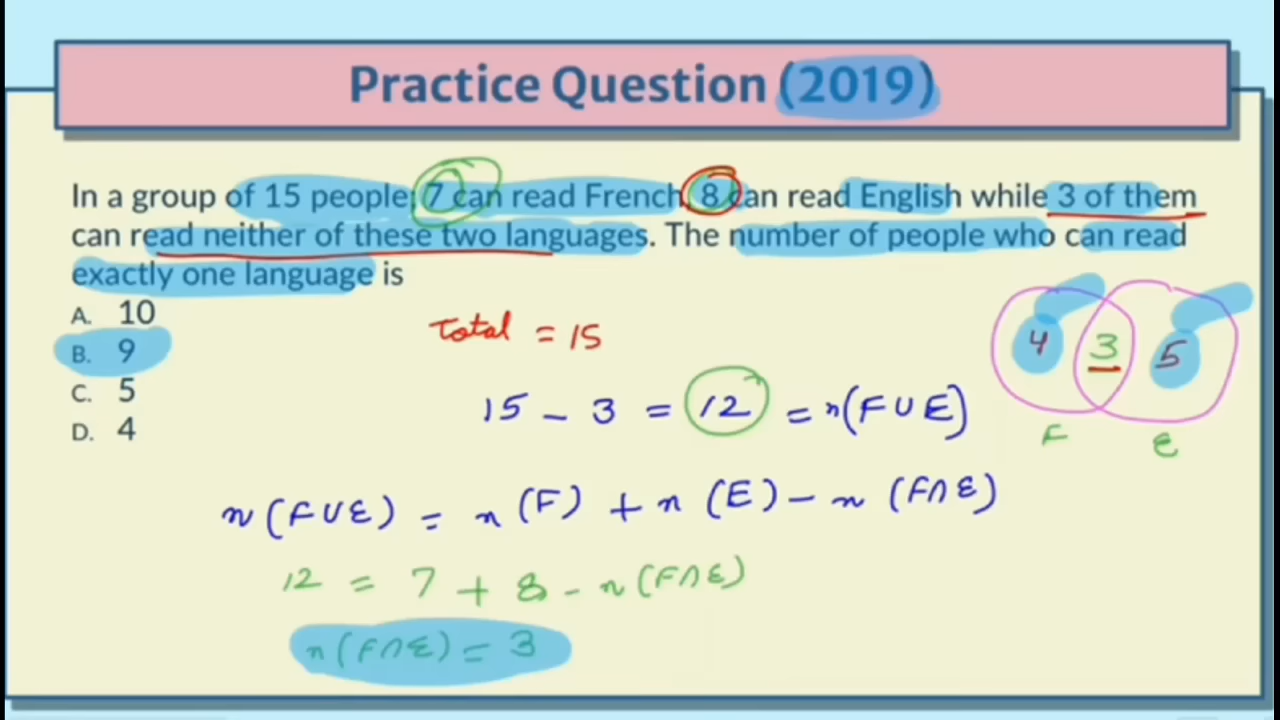 Practice Question (2019)
In a group of 15 people, 7 can read French, 8 can read English while 3 of them
can read neither of these two languages. The number of people who can read
exactly one language is
A. 10
B. 9
C. 5
D. 4
Total = 15
4 3 5
F E
15 - 3 = 12 = n(F∪E)
n(F∪E) = n(F) + n(E) - n(F∩E)
12 = 7 + 8 - n(F∩E)
n(F∩E) = 3